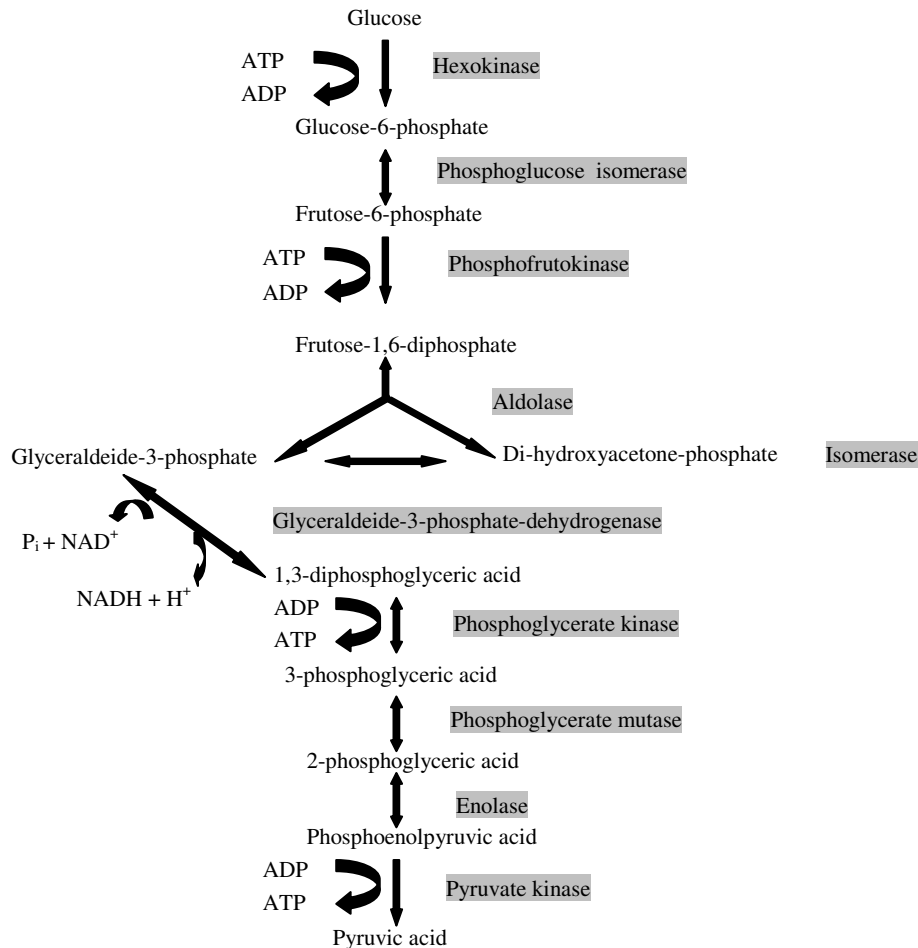 Glucose
ATP
Hexokinase
ADP
Glucose-6-phosphate
Phosphoglucose isomerase
Frutose-6-phosphate
ATP
Phosphofrutokinase
ADP
Frutose-1,6-diphosphate
Aldolase
Glyceraldeide-3-phosphate
Di-hydroxyacetone-phosphate
Isomerase
Glyceraldeide-3-phosphate-dehydrogenase
Pi + NAD+
NADH + H+
1,3-diphosphoglyceric acid
ADP
Phosphoglycerate kinase
ATP
3-phosphoglyceric acid
Phosphoglycerate mutase
2-phosphoglyceric acid
Enolase
Phosphoenolpyruvic acid
ADP
Pyruvate kinase
ATP
Pyruvic acid